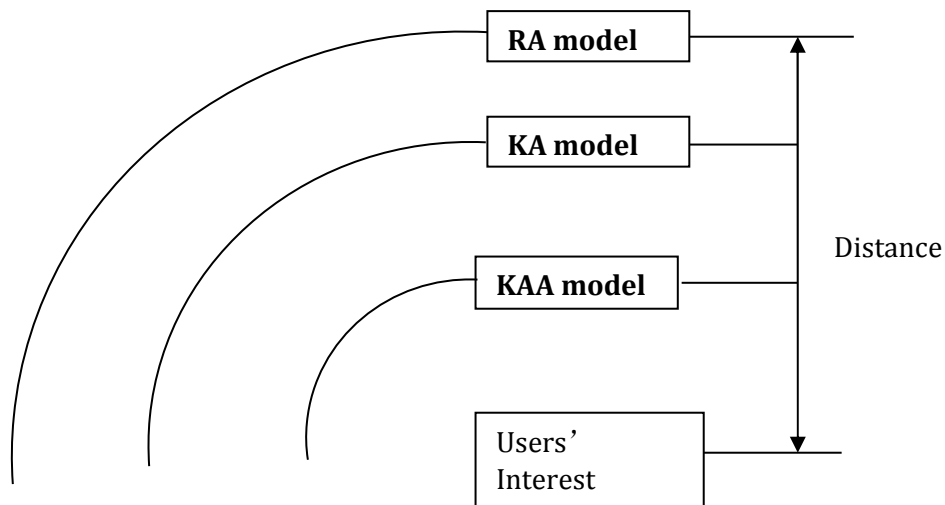 RA model
KA model
Distance
KAA model
Users’
Interest